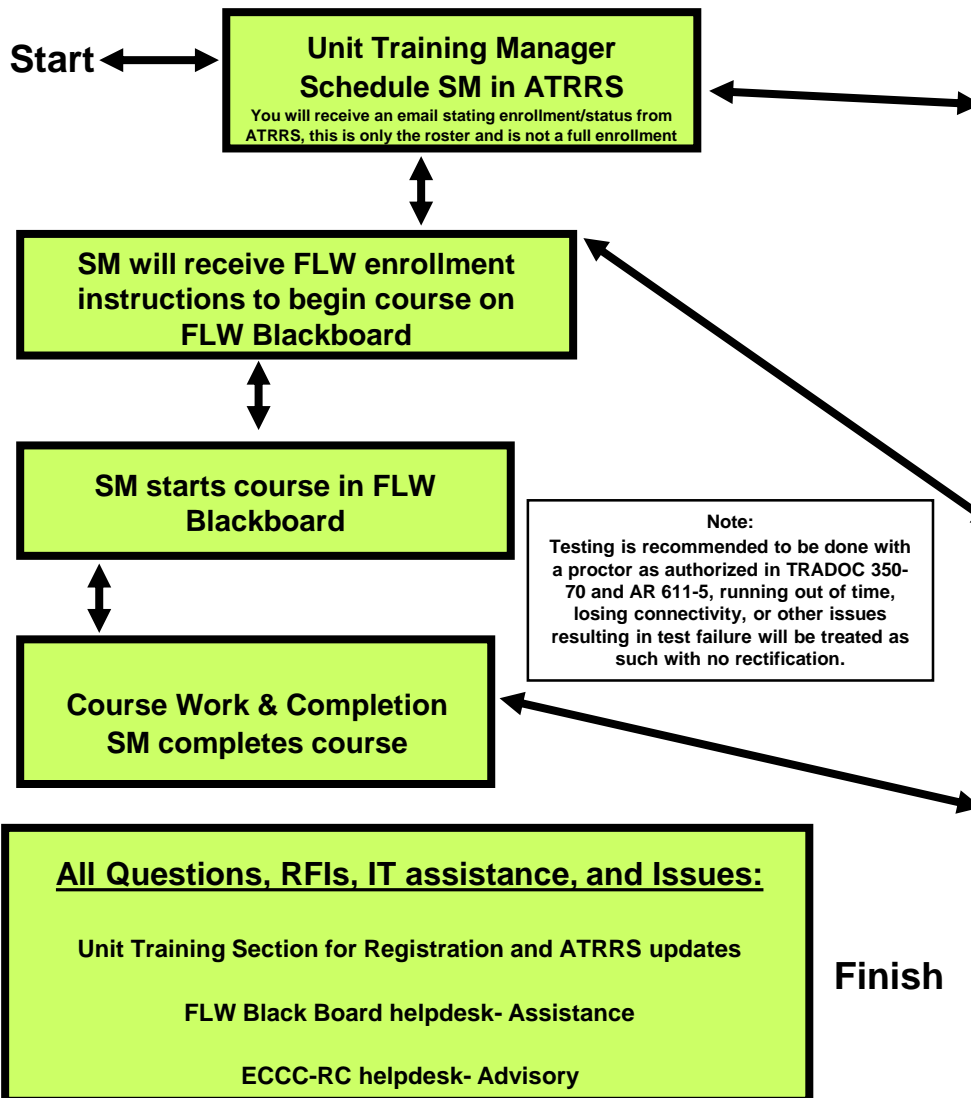 Start
Unit Training Manager
Schedule SM in ATRRS
You will receive an email stating enrollment/status from
ATRRS, this is only the roster and is not a full enrollment
SM will receive FLW enrollment
instructions to begin course on
FLW Blackboard
SM starts course in FLW
Blackboard
Note:
Testing is recommended to be done with
a proctor as authorized in TRADOC 350-
70 and AR 611-5, running out of time,
losing connectivity, or other issues
resulting in test failure will be treated as
such with no rectification.
Course Work & Completion
SM completes course
All Questions, RFIs, IT assistance, and Issues:
Unit Training Section for Registration and ATRRS updates
FLW Black Board helpdesk- Assistance
ECCC-RC helpdesk- Advisory
Finish